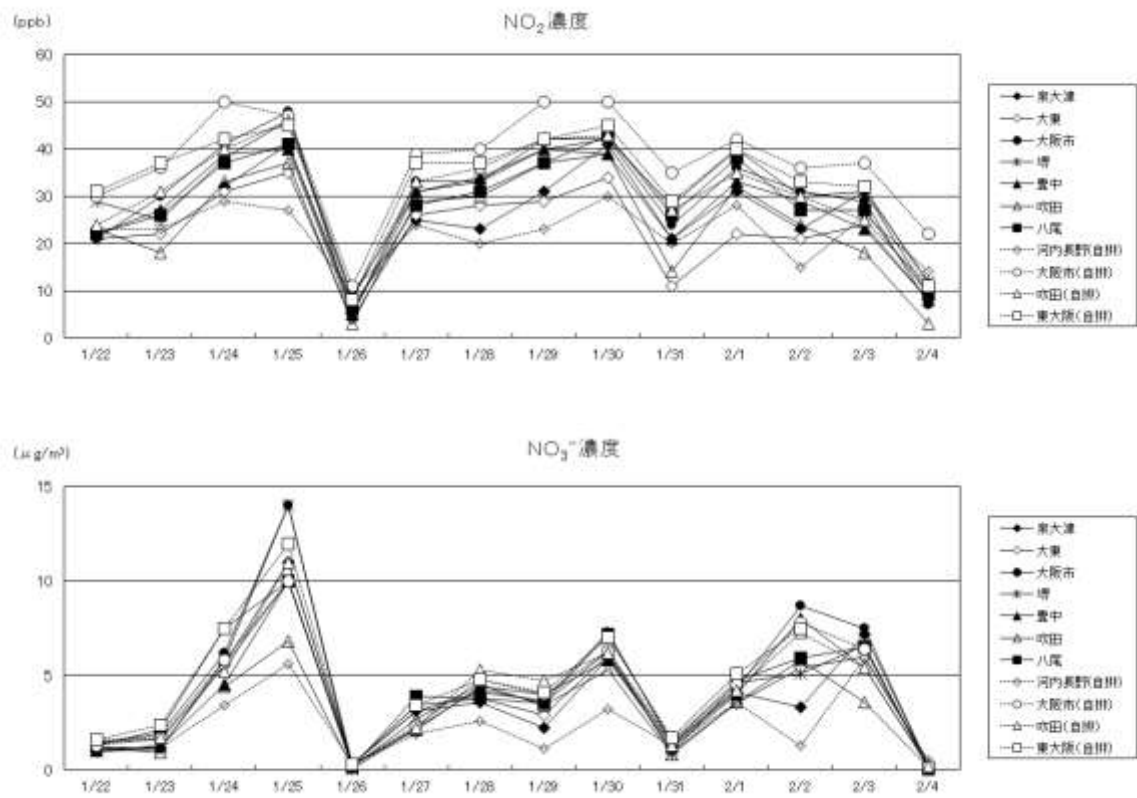 (ppb)
NO₂濃度
60
50
40
30
20
10
0
1/22 1/23 1/24 1/25 1/26 1/27 1/28 1/29 1/30 1/31 2/1 2/2 2/3 2/4
泉大津
大東
大阪市
堺
豊中
吹田
八尾
河内長野(自排)
大阪市(自排)
吹田(自排)
東大阪(自排)
(μg/m³)
NO₃⁻濃度
15
10
5
0
1/22 1/23 1/24 1/25 1/26 1/27 1/28 1/29 1/30 1/31 2/1 2/2 2/3 2/4
泉大津
大東
大阪市
堺
豊中
吹田
八尾
河内長野(自排)
大阪市(自排)
吹田(自排)
東大阪(自排)